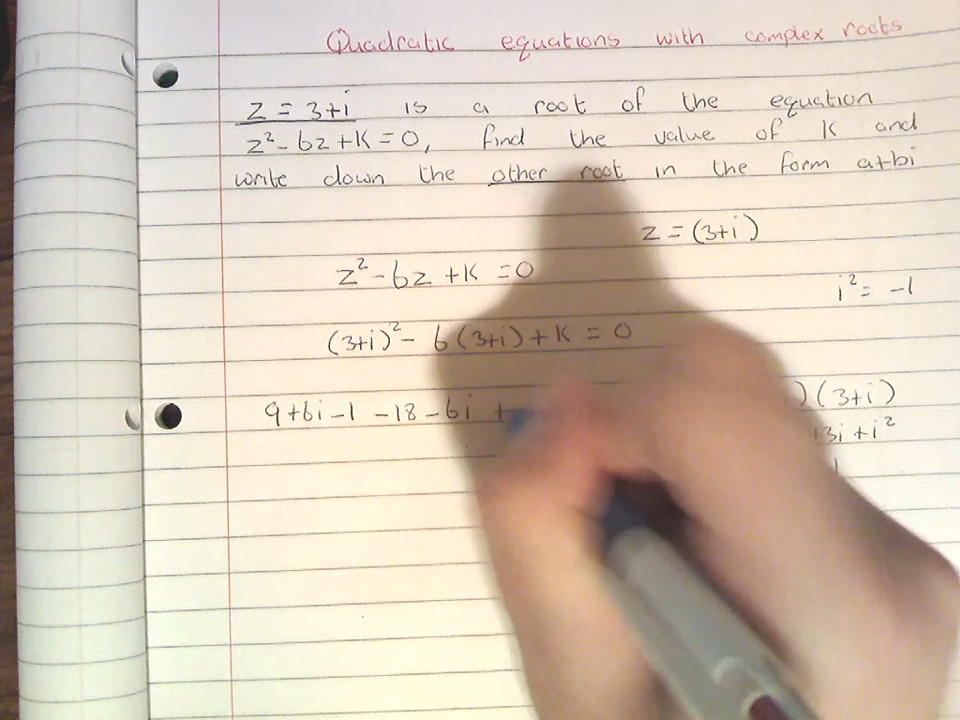 Quadratic equations with complex roots
z = 3+i is a root of the equation
z² - 6z + K = 0, find the value of K and
write down the other root in the form a+bi
z = (3+i)
z² - 6z + K = 0
i² = -1
(3+i)² - 6(3+i) + K = 0
9 + 6i - 1 - 18 - 6i +
)(3+i)
3i + i²